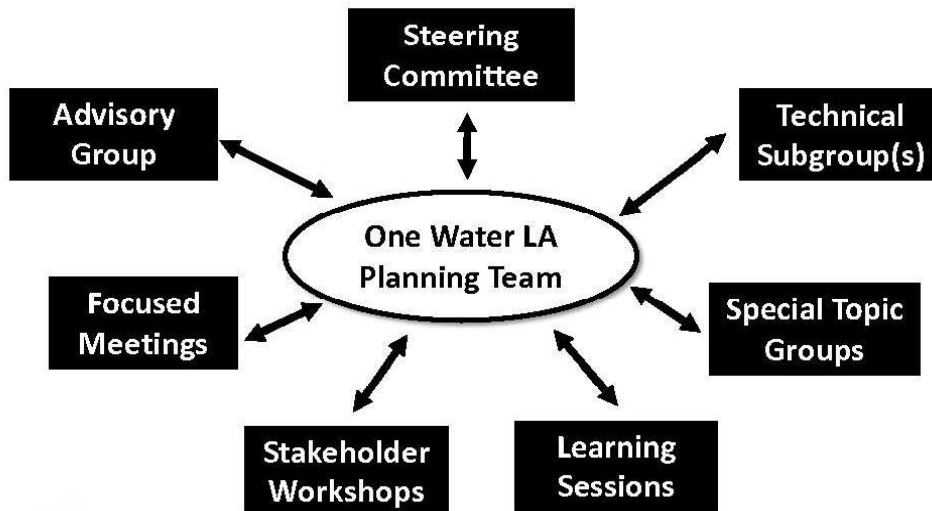 Steering
Committee
Advisory
Group
Technical
Subgroup(s)
One Water LA
Planning Team
Focused
Meetings
Special Topic
Groups
Stakeholder
Workshops
Learning
Sessions